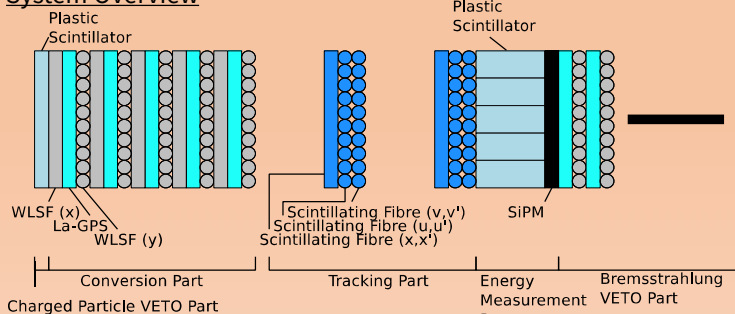 System Overview
Plastic
Scintillator
Plastic
Scintillator
WLSF (x)
La-GPS
WLSF (y)
Scintillating Fibre (v,v')
Scintillating Fibre (u,u')
Scintillating Fibre (x,x')
SiPM
Conversion Part
Tracking Part
Energy
Measurement
Bremsstrahlung
VETO Part
Charged Particle VETO Part